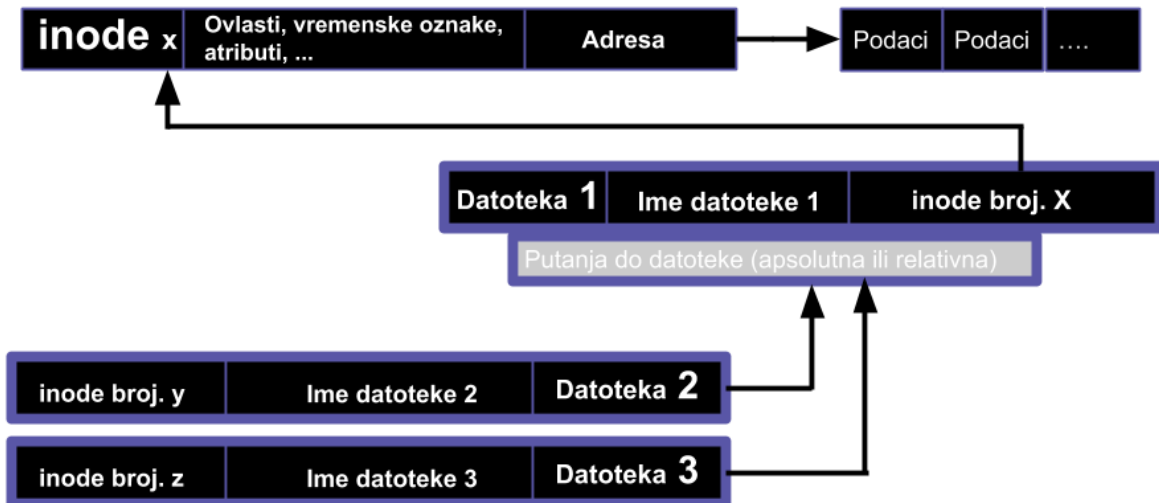 inode x
Ovlasti, vremenske oznake,
atributi, ...
Adresa
Podaci
Podaci
....
Datoteka 1
Ime datoteke 1
inode broj. X
Putanja do datoteke (apsolutna ili relativna)
inode broj. y
Ime datoteke 2
Datoteka 2
inode broj. z
Ime datoteke 3
Datoteka 3